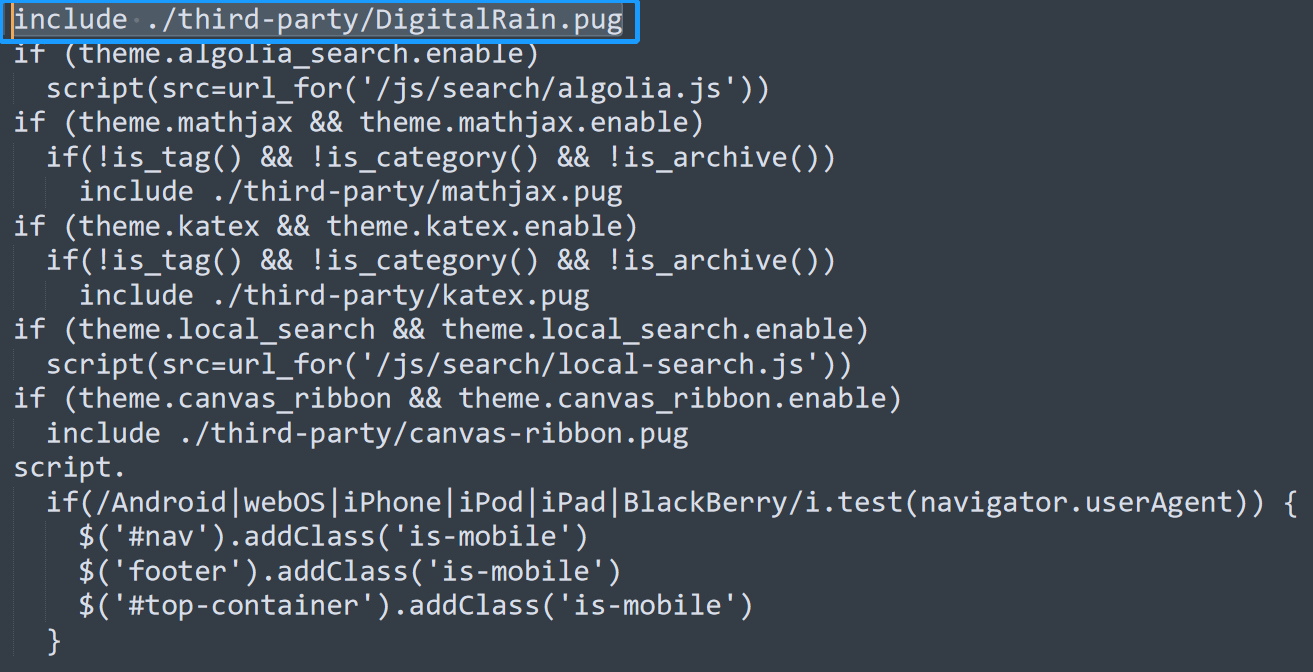 include ./third-party/DigitalRain.pug
if (theme.algolia_search.enable)
  script(src=url_for('/js/search/algolia.js'))
if (theme.mathjax && theme.mathjax.enable)
  if(!is_tag() && !is_category() && !is_archive())
    include ./third-party/mathjax.pug
if (theme.katex && theme.katex.enable)
  if(!is_tag() && !is_category() && !is_archive())
    include ./third-party/katex.pug
if (theme.local_search && theme.local_search.enable)
  script(src=url_for('/js/search/local-search.js'))
if (theme.canvas_ribbon && theme.canvas_ribbon.enable)
  include ./third-party/canvas-ribbon.pug
script.
  if(/Android|webOS|iPhone|iPod|iPad|BlackBerry/i.test(navigator.userAgent)) {
    $('#nav').addClass('is-mobile')
    $('footer').addClass('is-mobile')
    $('#top-container').addClass('is-mobile')
  }